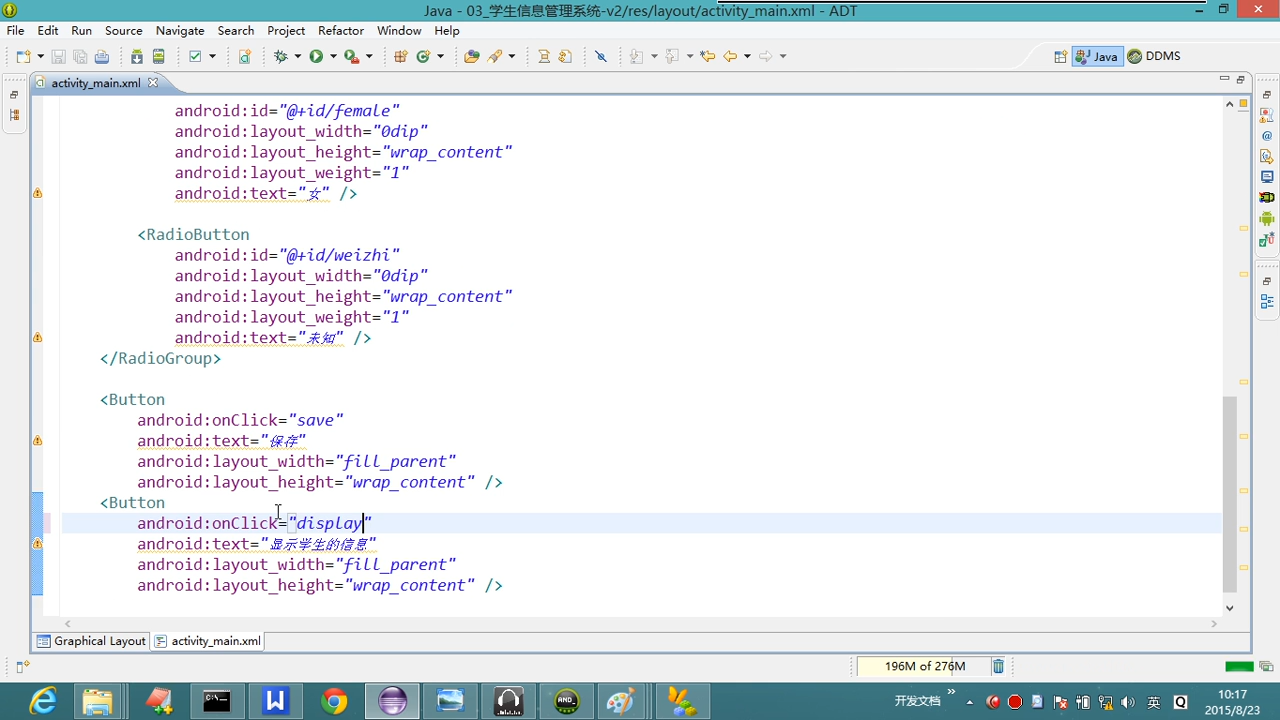 Java - 03_学生信息管理系统-v2/res/layout/activity_main.xml - ADT
File Edit Run Source Navigate Search Project Refactor Window Help
Java DDMS
activity_main.xml
android:id="@+id/female"
android:layout_width="0dip"
android:layout_height="wrap_content"
android:layout_weight="1"
android:text="女" />
<RadioButton
android:id="@+id/weizhi"
android:layout_width="0dip"
android:layout_height="wrap_content"
android:layout_weight="1"
android:text="未知" />
</RadioGroup>
<Button
android:onClick="save"
android:text="保存"
android:layout_width="fill_parent"
android:layout_height="wrap_content" />
<Button
android:onClick="display"
android:text="显示学生的信息"
android:layout_width="fill_parent"
android:layout_height="wrap_content" />
Graphical Layout activity_main.xml
196M of 276M
开发文档 英 10:17
2015/8/23